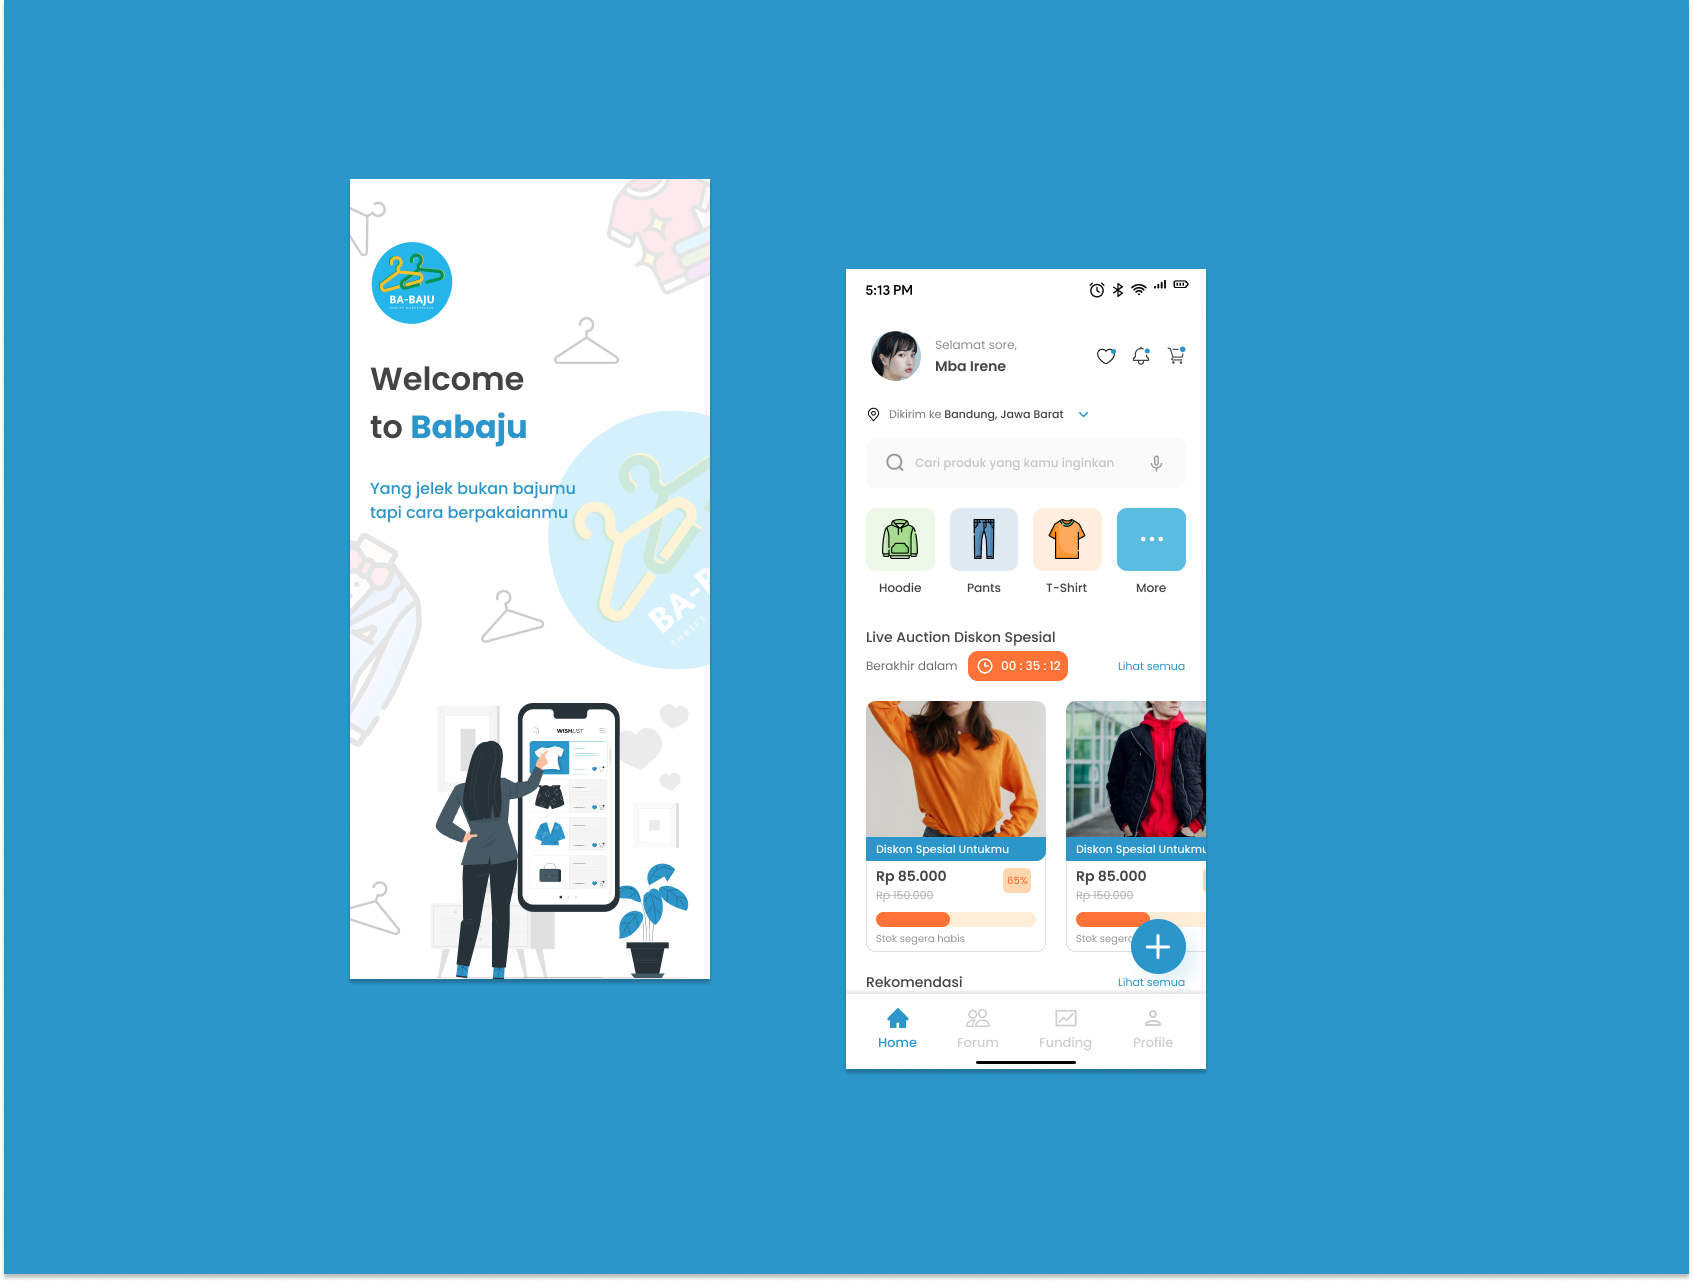 BA-BAJU
Welcome
to Babaju
Yang jelek bukan bajumu
tapi cara berpakaianmu
BA-B
THRIFT
WISHLIST
5:13 PM
Selamat sore,
Mba Irene
Dikirim ke Bandung, Jawa Barat
Cari produk yang kamu inginkan
Hoodie
Pants
T-Shirt
More
Live Auction Diskon Spesial
Berakhir dalam
00 : 35 : 12
Lihat semua
Diskon Spesial Untukmu
Rp 85.000
65%
Rp 150.000
Stok segera habis
Diskon Spesial Untukmu
Rp 85.000
Rp 150.000
Stok segera
Rekomendasi
Lihat semua
Home
Forum
Funding
Profile